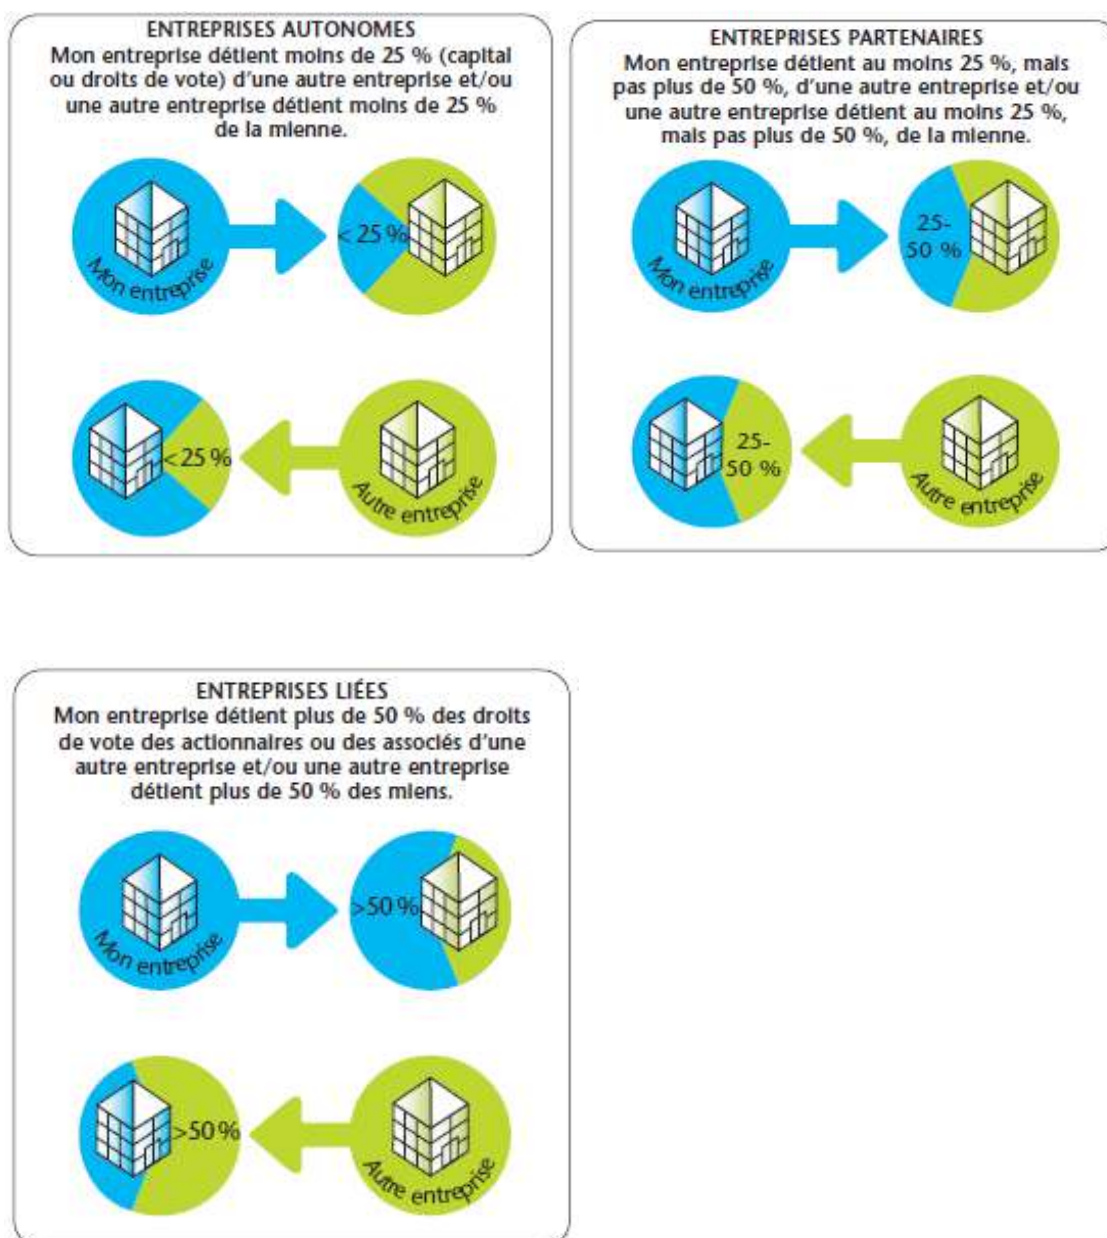 ENTREPRISES AUTONOMES
Mon entreprise détient moins de 25 % (capital
ou droits de vote) d'une autre entreprise et/ou
une autre entreprise détient moins de 25 %
de la mienne.
< 25 %
Mon entreprise
< 25 %
Autre entreprise
ENTREPRISES PARTENAIRES
Mon entreprise détient au moins 25 %, mais
pas plus de 50 %, d'une autre entreprise et/ou
une autre entreprise détient au moins 25 %,
mais pas plus de 50 %, de la mienne.
25-
50 %
Mon entreprise
25-
50 %
Autre entreprise
ENTREPRISES LIÉES
Mon entreprise détient plus de 50 % des droits
de vote des actionnaires ou des associés d'une
autre entreprise et/ou une autre entreprise
détient plus de 50 % des miens.
>50 %
Mon entreprise
>50 %
Autre entreprise